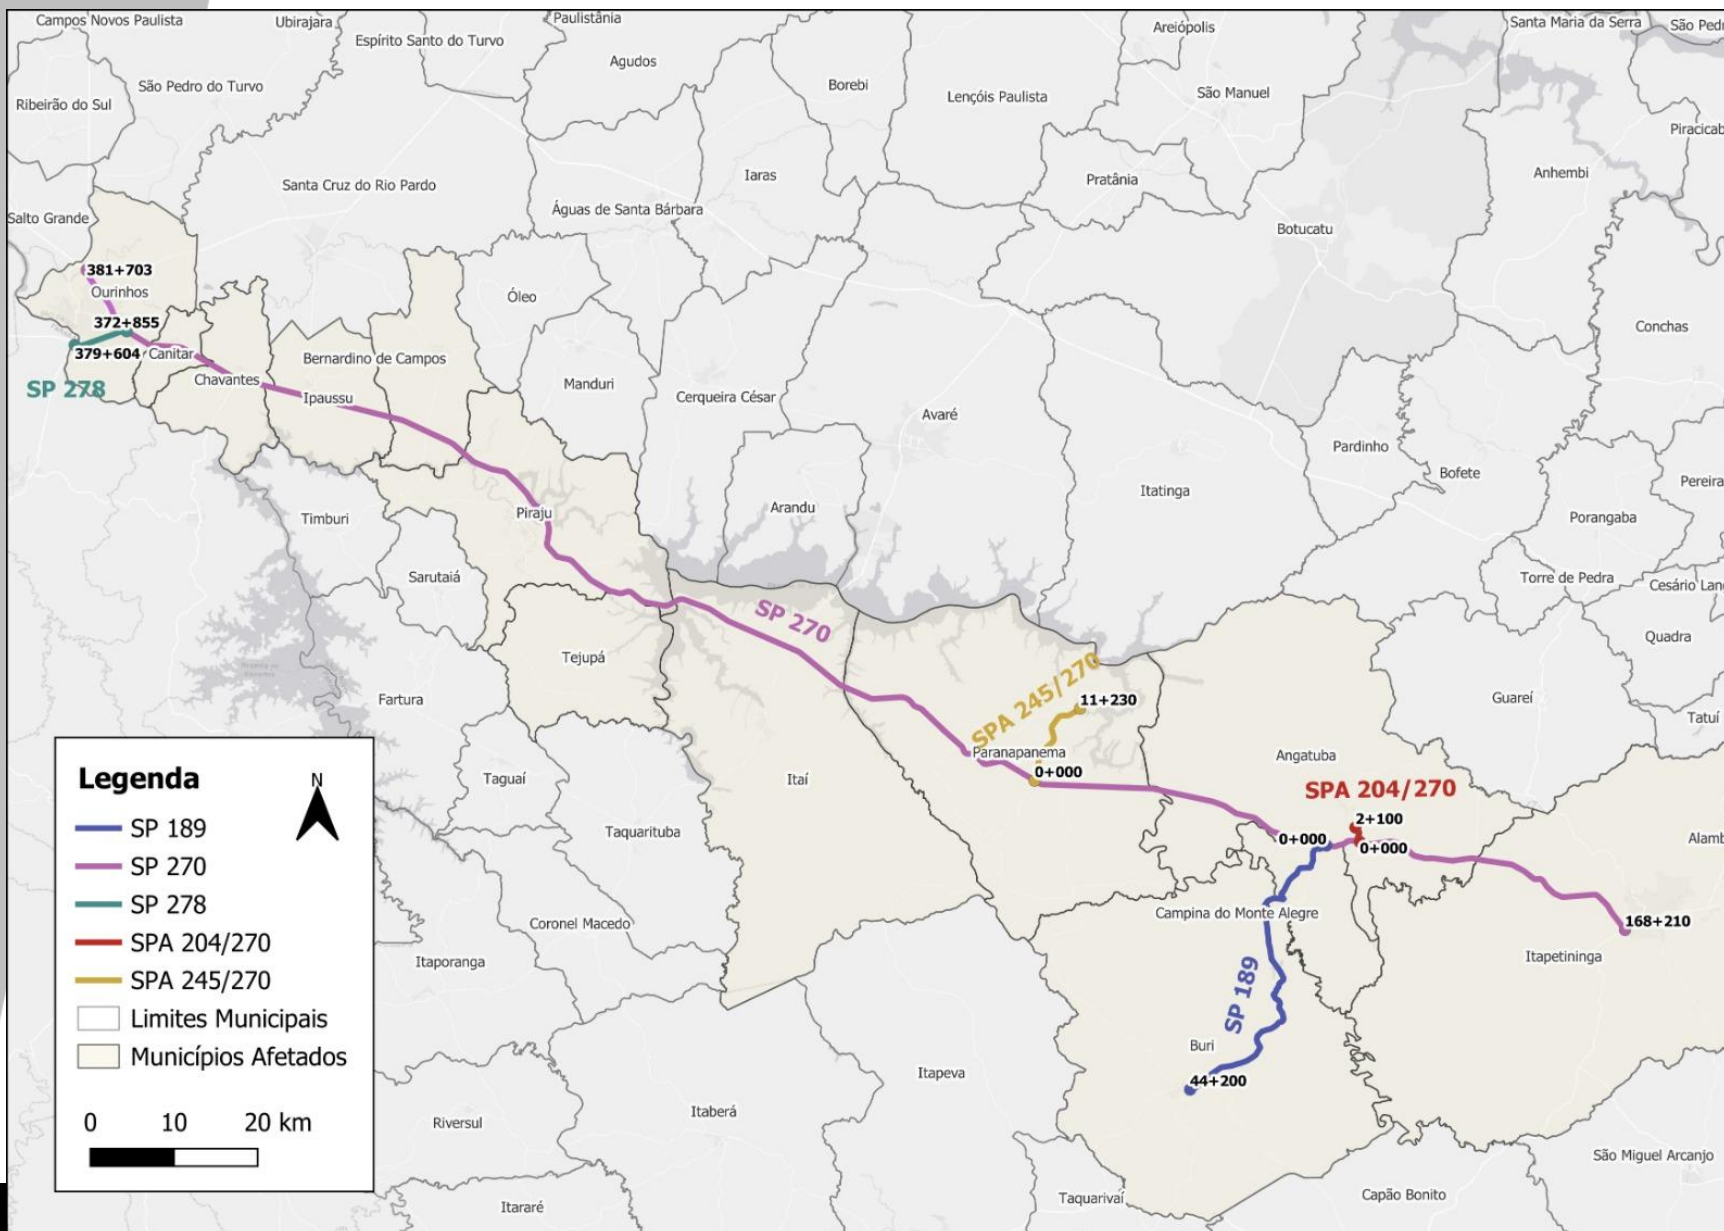 Campos Novos Paulista
Ubirajara
Paulistânia
Areiópolis
Santa Maria da Serra
Espírito Santo do Turvo
Agudos
Borebi
Lençóis Paulista
São Manuel
Ribeirão do Sul
São Pedro do Turvo
Santa Cruz do Rio Pardo
Iaras
Pratânia
Anhembi
Águas de Santa Bárbara
Botucatu
Salto Grande
381+703
Ourinhos
Óleo
372+855
379+604
Canitar
Conchas
Bernardino de Campos
SP 278
Chavantes
Ipaussu
Manduri
Cerqueira César
Avaré
Pardinho
Bofete
Pereira
Itatinga
Arandu
Piraju
Timburi
Porangaba
Sarutaiá
Torre de Pedra
Cesário Lan
SP 270
Quadra
Tejupá
Fartura
SPA 245/270
11+230
Guareí
Tatuí
Paranapanema
0+000
Angatuba
Itaí
Taguaí
SPA 204/270
2+100
0+000
0+000
Alamb
Taquarituba
Campina do Monte Alegre
168+210
Coronel Macedo
Itaporanga
Itapetininga
SP 189
Buri
44+200
Itapeva
Itaberá
Riversul
São Miguel Arcanjo
Itararé
Taquarivaí
Capão Bonito
Legenda
N
SP 189
SP 270
SP 278
SPA 204/270
SPA 245/270
Limites Municipais
Municípios Afetados
0 10 20 km